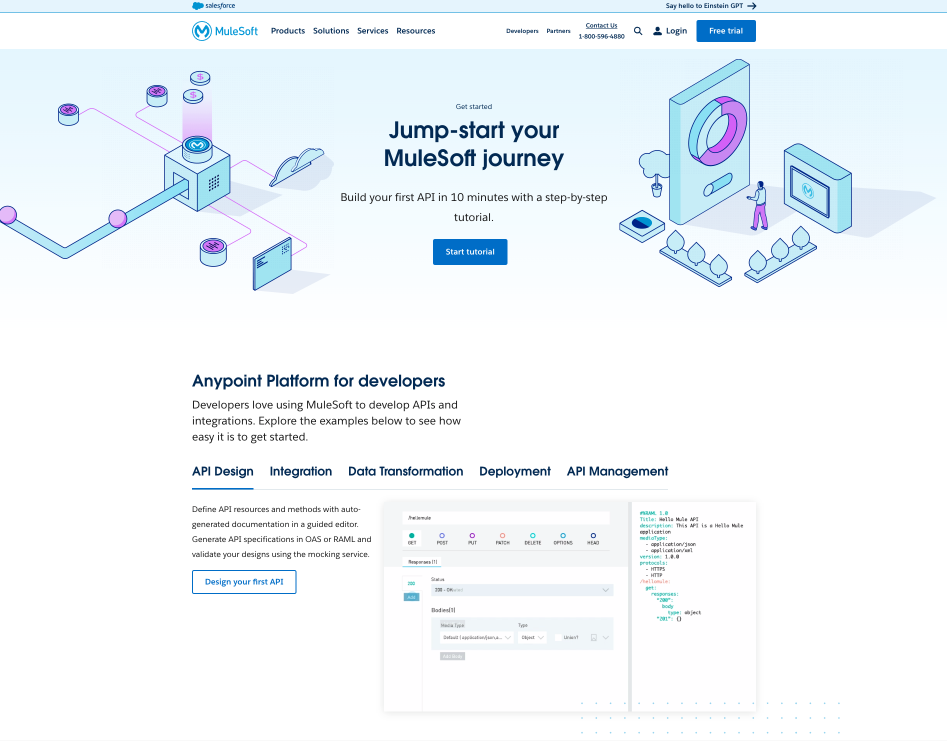 salesforce
Say hello to Einstein GPT
MuleSoft
Products Solutions Services Resources
Developers Partners
Contact Us
1-800-596-4880
Login
Free trial
Get started
Jump-start your
MuleSoft journey
Build your first API in 10 minutes with a step-by-step
tutorial.
Start tutorial
Anypoint Platform for developers
Developers love using MuleSoft to develop APIs and
integrations. Explore the examples below to see how
easy it is to get started.
API Design Integration Data Transformation Deployment API Management
Define API resources and methods with auto-
generated documentation in a guided editor.
Generate API specifications in OAS or RAML and
validate your designs using the mocking service.
Design your first API
/hellomule
GET POST PUT PATCH DELETE OPTIONS HEAD
Responses (1)
200
Add
Status
200 - OK
Bodies(1)
Media Type
Type
Default (application/json,a...
Object
Union?
#%RAML 1.0
Title: Hello Mule API
description: This API is a Hello Mule
application
mediaType:
- application/json
- application/xml
version: 1.0.0
protocols:
- HTTPS
- HTTP
/hellomule:
get:
responses:
"200":
body
type: object
"201": {}